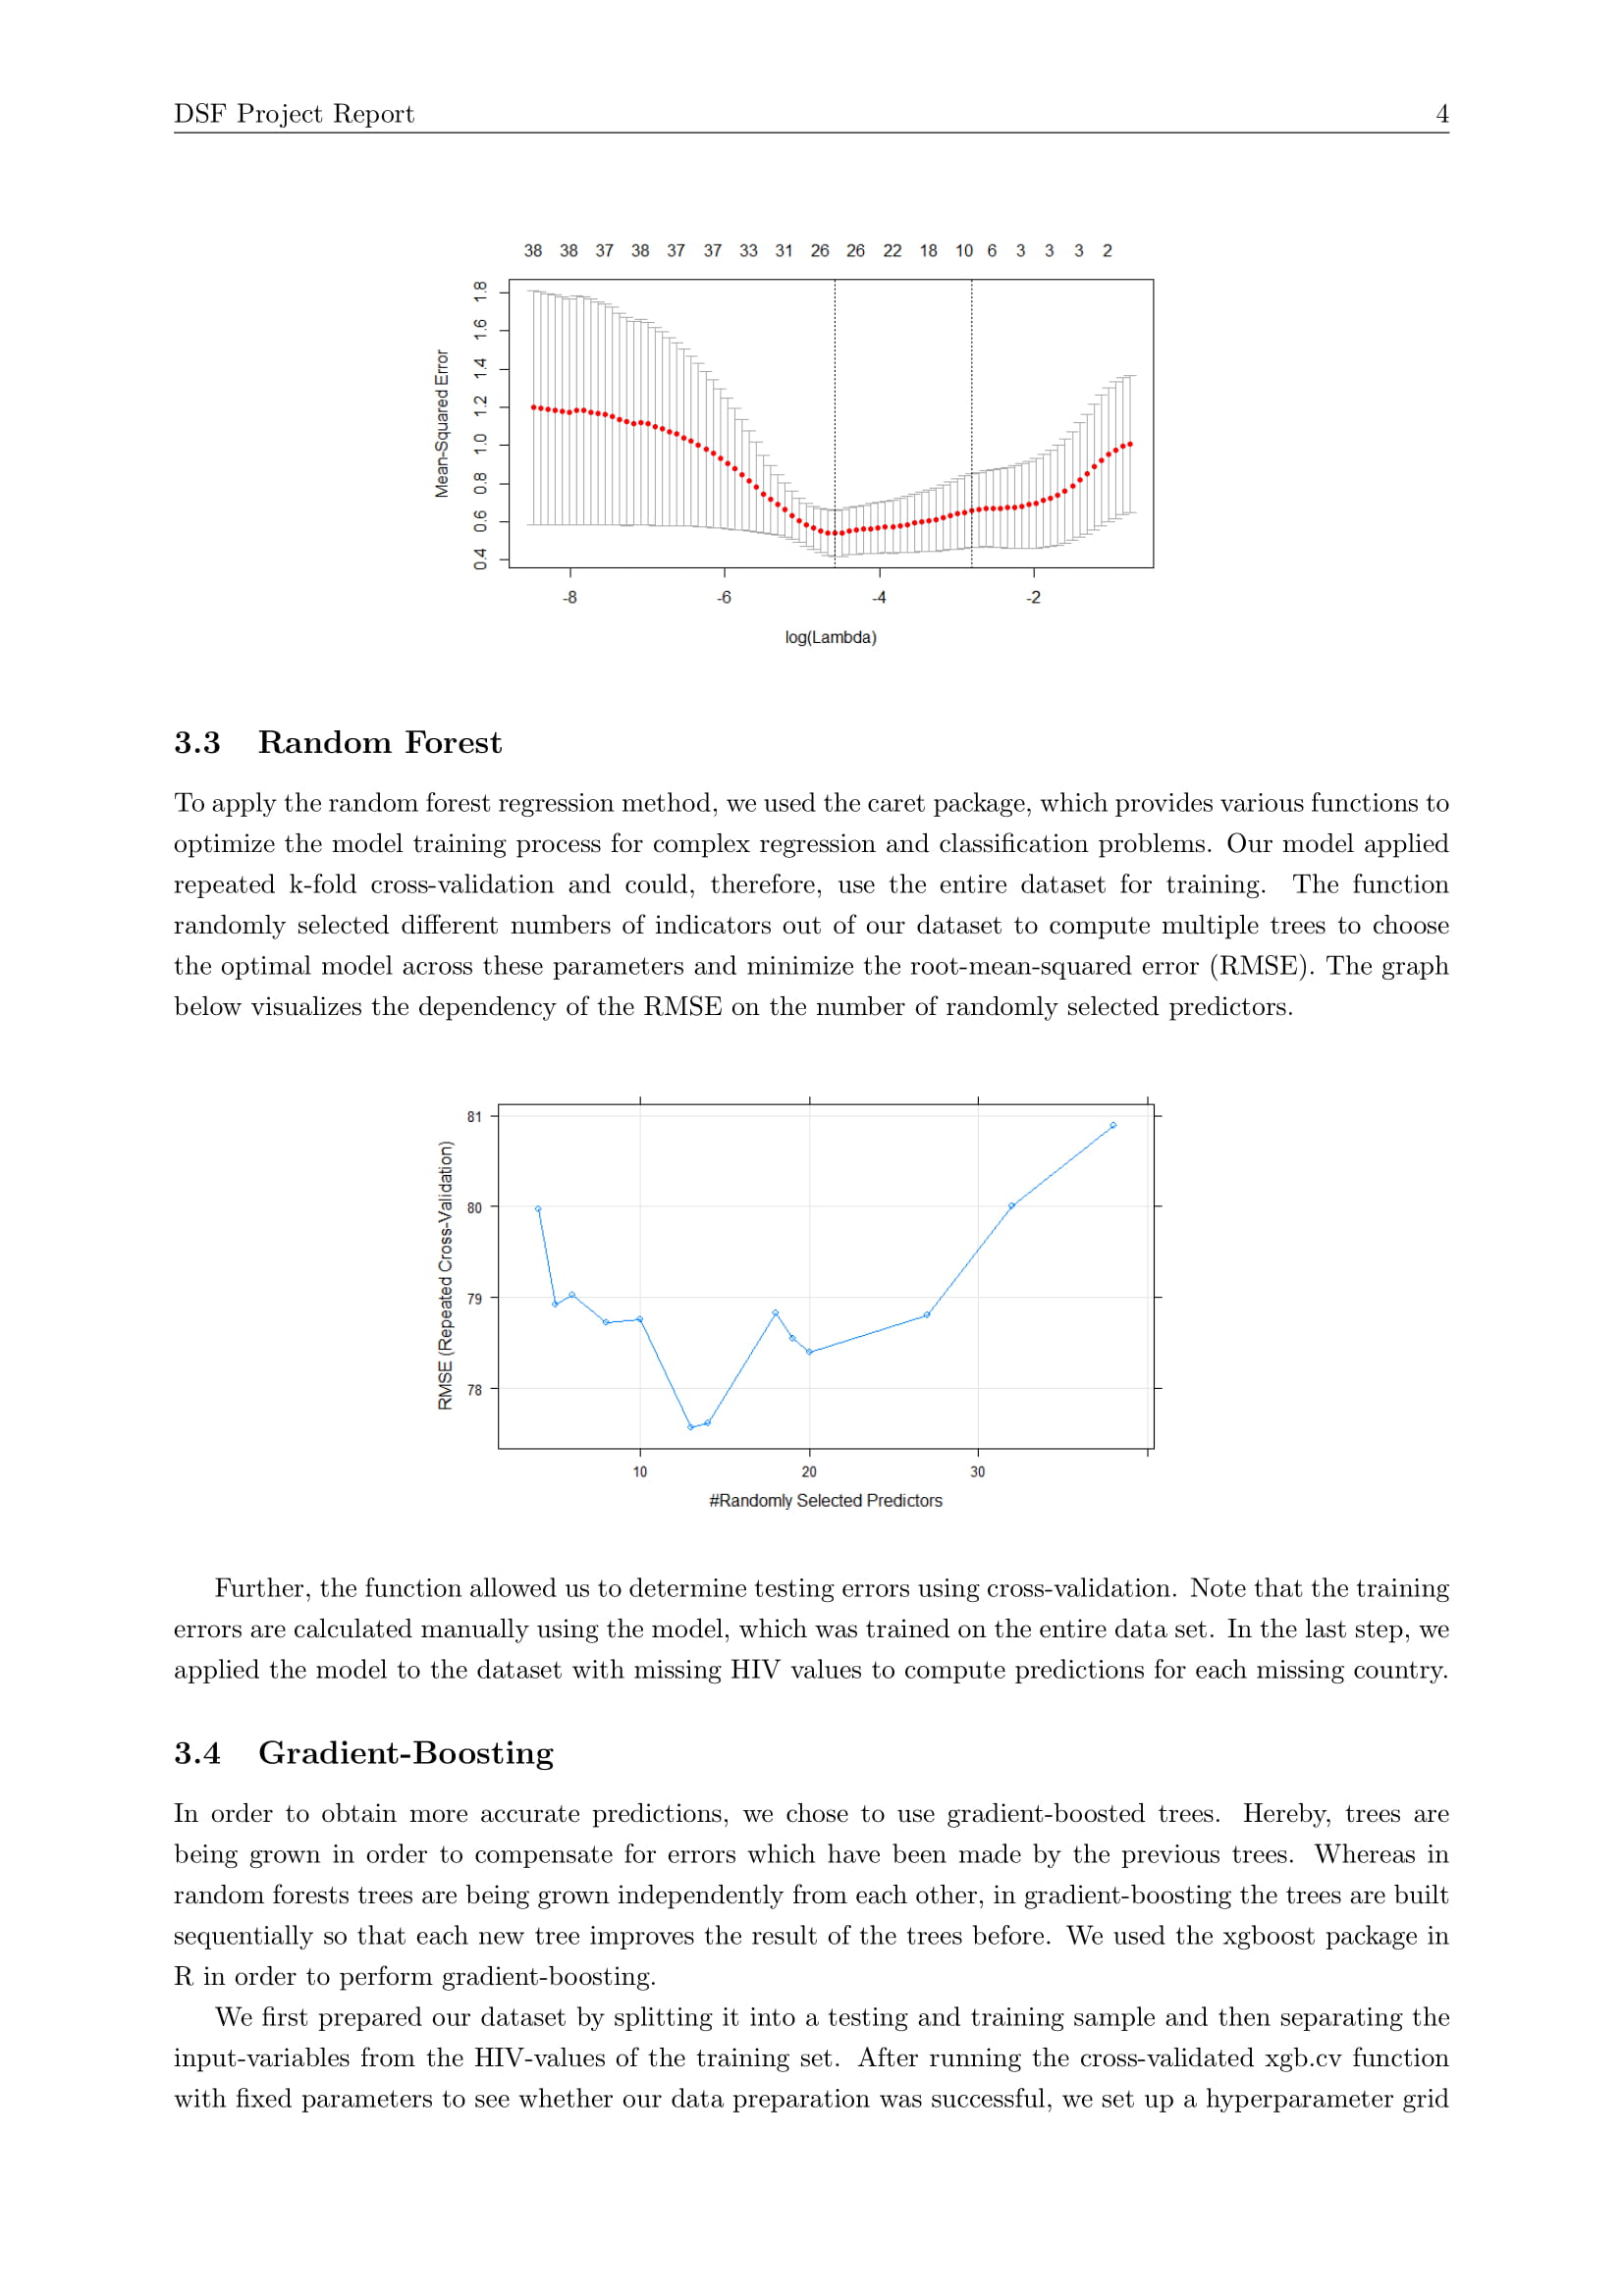 DSF Project Report 4
38 38 37 38 37 37 33 31 26 26 22 18 10 6 3 3 3 2
Mean-Squared Error
1.8
1.6
1.4
1.2
1.0
0.8
0.6
0.4
-8 -6 -4 -2
log(Lambda)
3.3 Random Forest
To apply the random forest regression method, we used the caret package, which provides various functions to
optimize the model training process for complex regression and classification problems. Our model applied
repeated k-fold cross-validation and could, therefore, use the entire dataset for training. The function
randomly selected different numbers of indicators out of our dataset to compute multiple trees to choose
the optimal model across these parameters and minimize the root-mean-squared error (RMSE). The graph
below visualizes the dependency of the RMSE on the number of randomly selected predictors.
RMSE (Repeated Cross-Validation)
81
80
79
78
10 20 30
#Randomly Selected Predictors
Further, the function allowed us to determine testing errors using cross-validation. Note that the training
errors are calculated manually using the model, which was trained on the entire data set. In the last step, we
applied the model to the dataset with missing HIV values to compute predictions for each missing country.
3.4 Gradient-Boosting
In order to obtain more accurate predictions, we chose to use gradient-boosted trees. Hereby, trees are
being grown in order to compensate for errors which have been made by the previous trees. Whereas in
random forests trees are being grown independently from each other, in gradient-boosting the trees are built
sequentially so that each new tree improves the result of the trees before. We used the xgboost package in
R in order to perform gradient-boosting.
We first prepared our dataset by splitting it into a testing and training sample and then separating the
input-variables from the HIV-values of the training set. After running the cross-validated xgb.cv function
with fixed parameters to see whether our data preparation was successful, we set up a hyperparameter grid